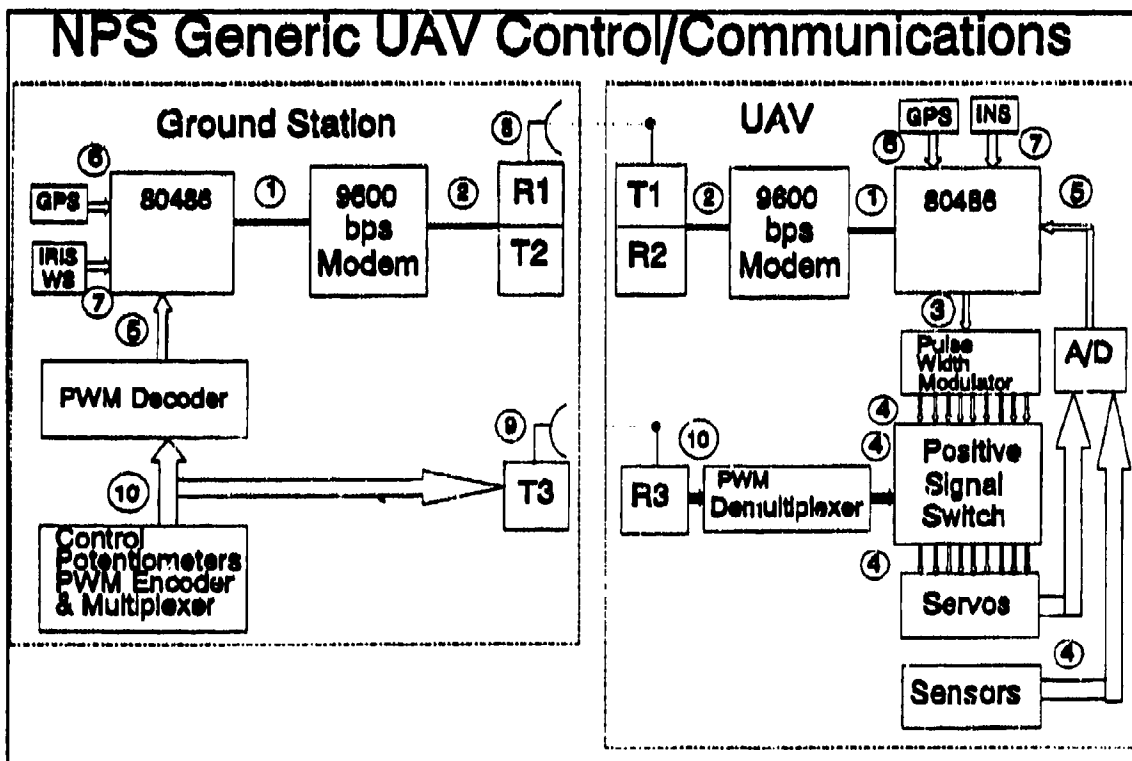 NPS Generic UAV Control/Communications
Ground Station
8
6
GPS
80486
1
9600
bps
Modem
2
R1
T2
IRIS
WS
7
5
PWM Decoder
9
10
T3
Control
Potentiometers
PWM Encoder
& Multiplexer
UAV
GPS
INS
6
7
T1
R2
2
9600
bps
Modem
1
80486
5
3
Pulse
Width
Modulator
A/D
4
10
4
R3
PWM
Demultiplexer
Positive
Signal
Switch
4
Servos
4
Sensors